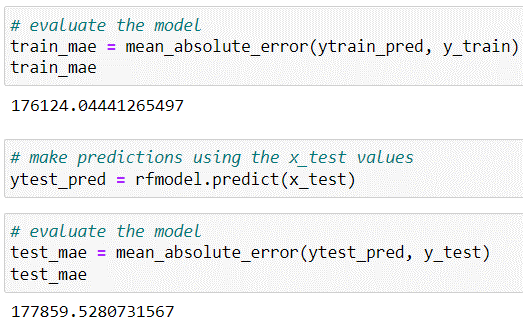 # evaluate the model
train_mae = mean_absolute_error(ytrain_pred, y_train)
train_mae
176124.04441265497
# make predictions using the x_test values
ytest_pred = rfmodel.predict(x_test)
# evaluate the model
test_mae = mean_absolute_error(ytest_pred, y_test)
test_mae
177859.5280731567